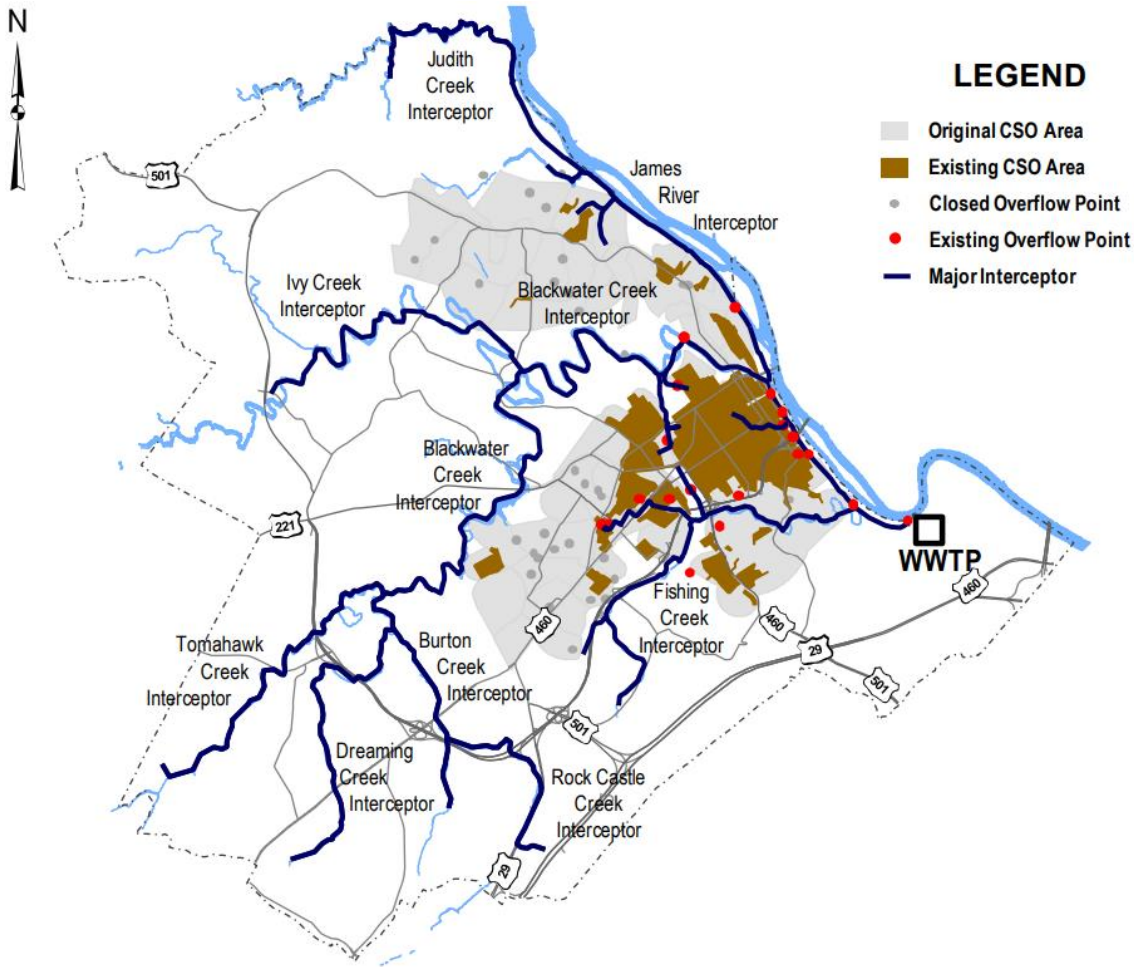 N
Judith
Creek
Interceptor
LEGEND
Original CSO Area
Existing CSO Area
Closed Overflow Point
Existing Overflow Point
Major Interceptor
501
James
River
Interceptor
Ivy Creek
Interceptor
Blackwater Creek
Interceptor
Blackwater
Creek
Interceptor
221
WWTP
460
Fishing
Creek
Interceptor
460
460
29
501
Tomahawk
Creek
Interceptor
Burton
Creek
Interceptor
501
Dreaming
Creek
Interceptor
Rock Castle
Creek
Interceptor
29